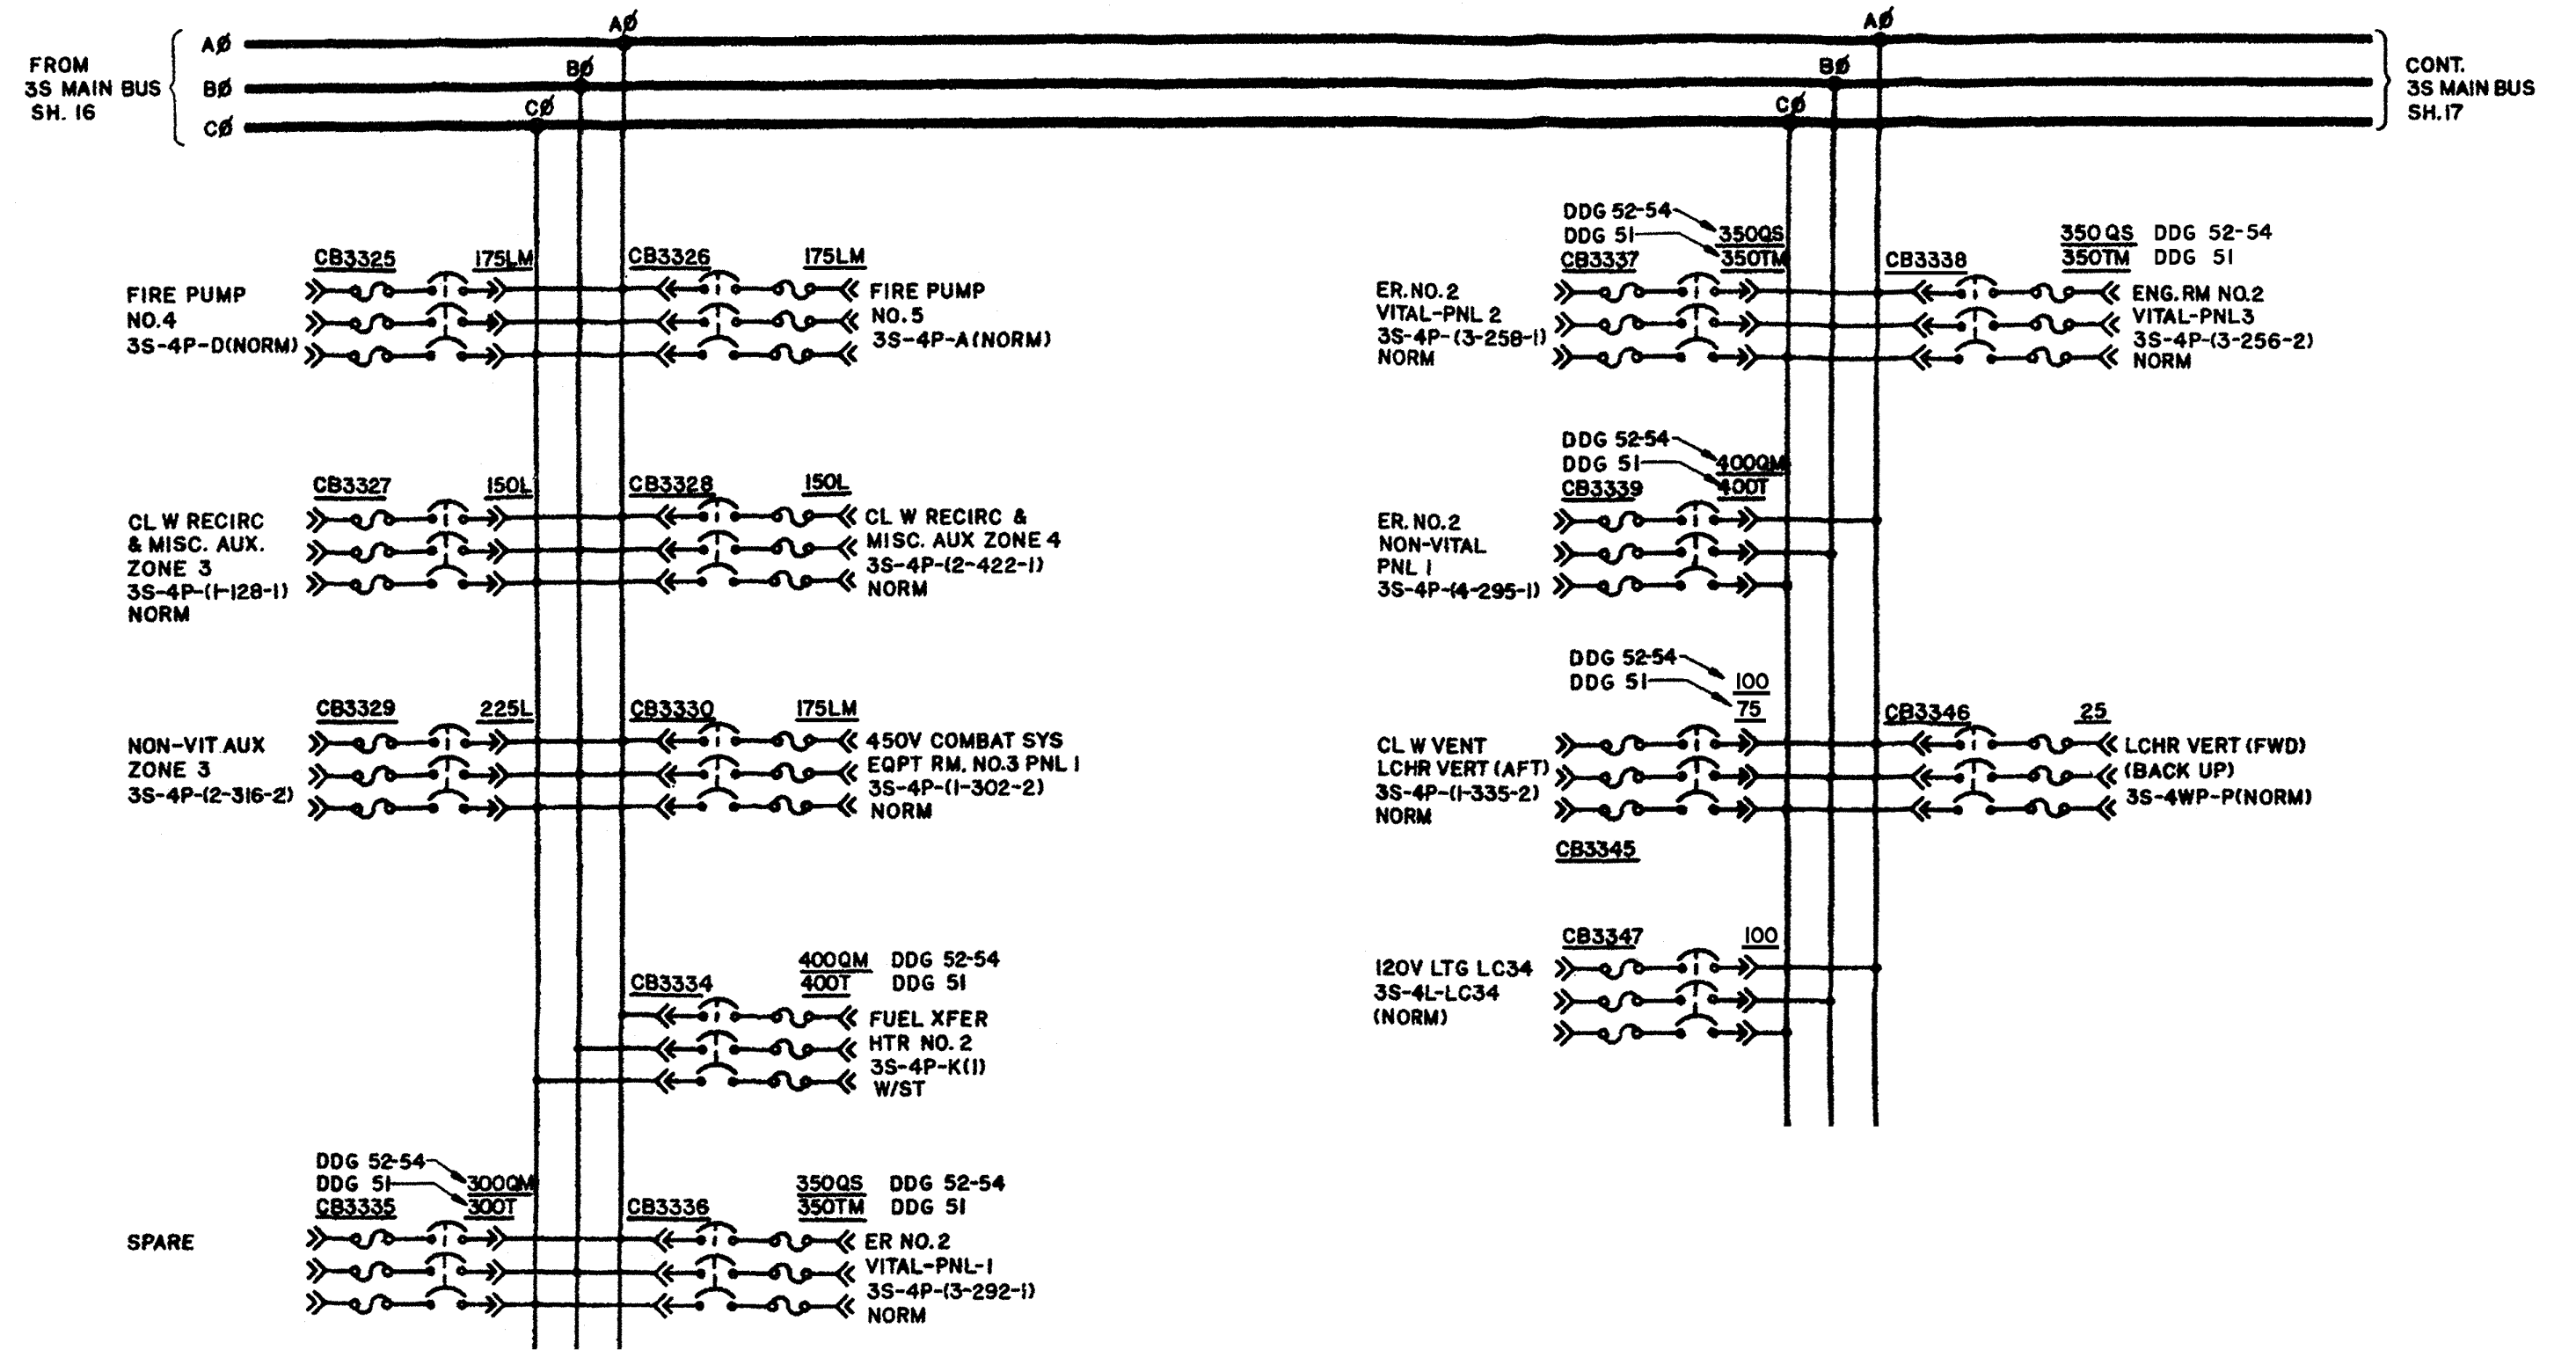 FROM
3S MAIN BUS
SH. 16
AØ
BØ
CØ
AØ
BØ
CØ
AØ
BØ
CØ
CONT.
3S MAIN BUS
SH.17
CB3325
175LM
FIRE PUMP
NO.4
3S-4P-D(NORM)
CB3326
175LM
FIRE PUMP
NO.5
3S-4P-A(NORM)
CB3327
150L
CL W RECIRC
& MISC. AUX.
ZONE 3
3S-4P-(1-128-1)
NORM
CB3328
150L
CL W RECIRC &
MISC. AUX ZONE 4
3S-4P-(2-422-1)
NORM
CB3329
225L
NON-VIT AUX
ZONE 3
3S-4P-(2-316-2)
CB3330
175LM
450V COMBAT SYS
EQPT RM. NO.3 PNL 1
3S-4P-(1-302-2)
NORM
CB3334
400QM DDG 52-54
400T DDG 51
FUEL XFER
HTR NO. 2
3S-4P-K(1)
W/ST
DDG 52-54
DDG 51
300QM
300T
CB3335
SPARE
CB3336
350QS DDG 52-54
350TM DDG 51
ER NO.2
VITAL-PNL-1
3S-4P-(3-292-1)
NORM
DDG 52-54
DDG 51
350QS
350TM
CB3337
ER. NO. 2
VITAL-PNL 2
3S-4P-(3-258-1)
NORM
CB3338
350QS DDG 52-54
350TM DDG 51
ENG.RM NO.2
VITAL-PNL3
3S-4P-(3-256-2)
NORM
DDG 52-54
DDG 51
400QM
400T
CB3339
ER. NO. 2
NON-VITAL
PNL 1
3S-4P-(4-295-1)
DDG 52-54
DDG 51
100
75
CL W VENT
LCHR VERT (AFT)
3S-4P-(1-335-2)
NORM
CB3345
CB3346
25
LCHR VERT (FWD)
(BACK UP)
3S-4WP-P(NORM)
CB3347
100
120V LTG LC34
3S-4L-LC34
(NORM)